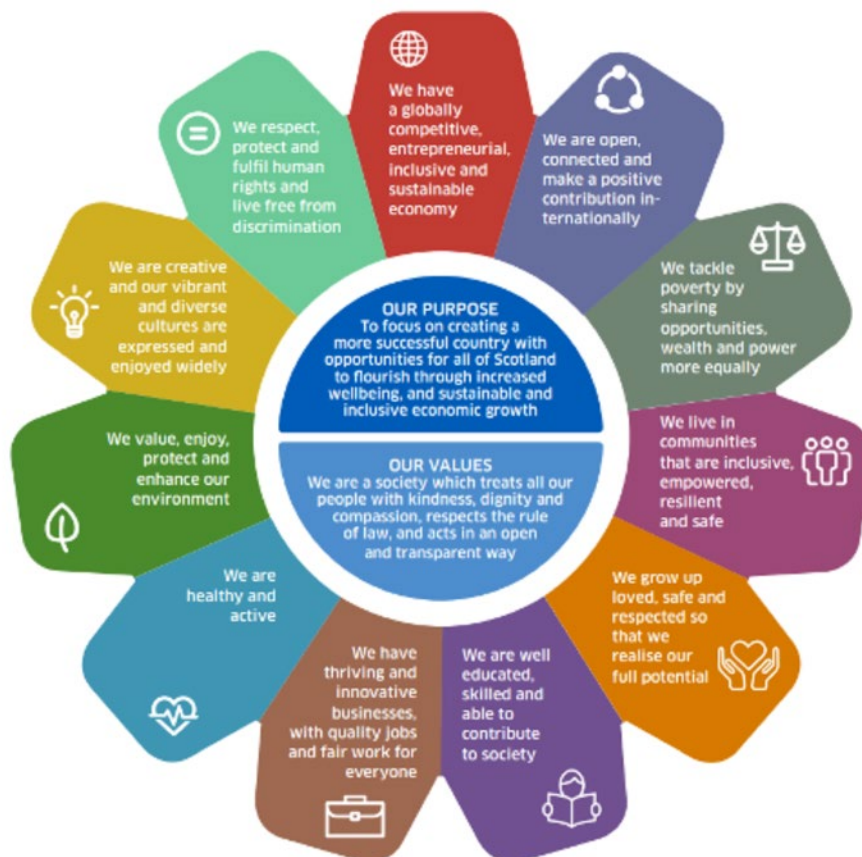 We have
a globally
competitive,
entrepreneurial,
inclusive and
sustainable
economy
We are open,
connected and
make a positive
contribution in-
ternationally
We tackle
poverty by
sharing
opportunities,
wealth and power
more equally
We live in
communities
that are inclusive,
empowered,
resilient
and safe
We grow up
loved, safe and
respected so
that we
realise our
full potential
We are well
educated,
skilled and
able to
contribute
to society
We have
thriving and
innovative
businesses,
with quality jobs
and fair work for
everyone
We are
healthy and
active
We value, enjoy,
protect and
enhance our
environment
We are creative
and our vibrant
and diverse
cultures are
expressed and
enjoyed widely
We respect,
protect and
fulfil human
rights and
live free from
discrimination
OUR PURPOSE
To focus on creating a
more successful country with
opportunities for all of Scotland
to flourish through increased
wellbeing, and sustainable and
inclusive economic growth
OUR VALUES
We are a society which treats all our
people with kindness, dignity and
compassion, respects the rule
of law, and acts in an open
and transparent way